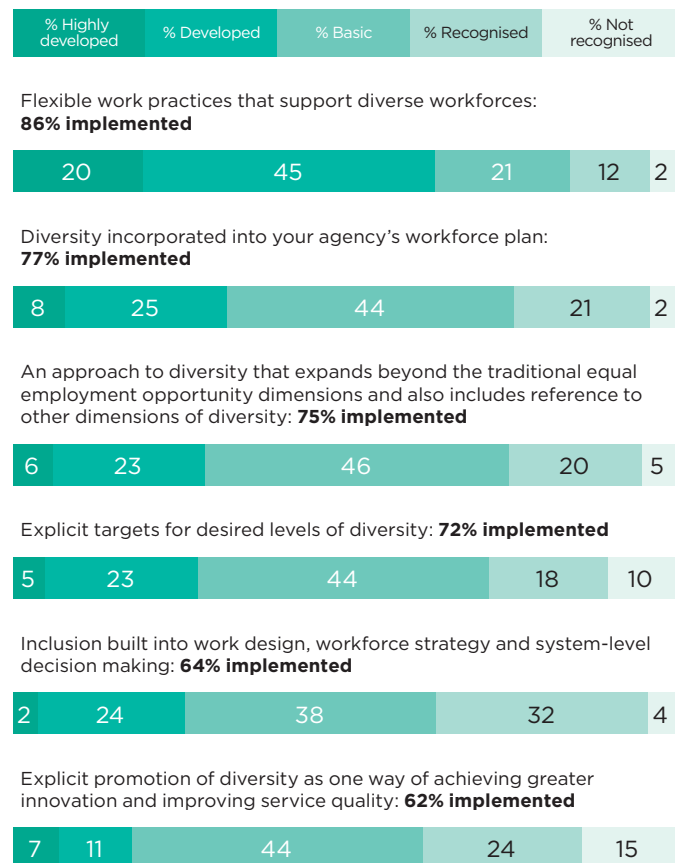 % Highly developed % Developed % Basic % Recognised % Not recognised
Flexible work practices that support diverse workforces:
86% implemented
20 45 21 12 2
Diversity incorporated into your agency’s workforce plan:
77% implemented
8 25 44 21 2
An approach to diversity that expands beyond the traditional equal
employment opportunity dimensions and also includes reference to
other dimensions of diversity: 75% implemented
6 23 46 20 5
Explicit targets for desired levels of diversity: 72% implemented
5 23 44 18 10
Inclusion built into work design, workforce strategy and system-level
decision making: 64% implemented
2 24 38 32 4
Explicit promotion of diversity as one way of achieving greater
innovation and improving service quality: 62% implemented
7 11 44 24 15